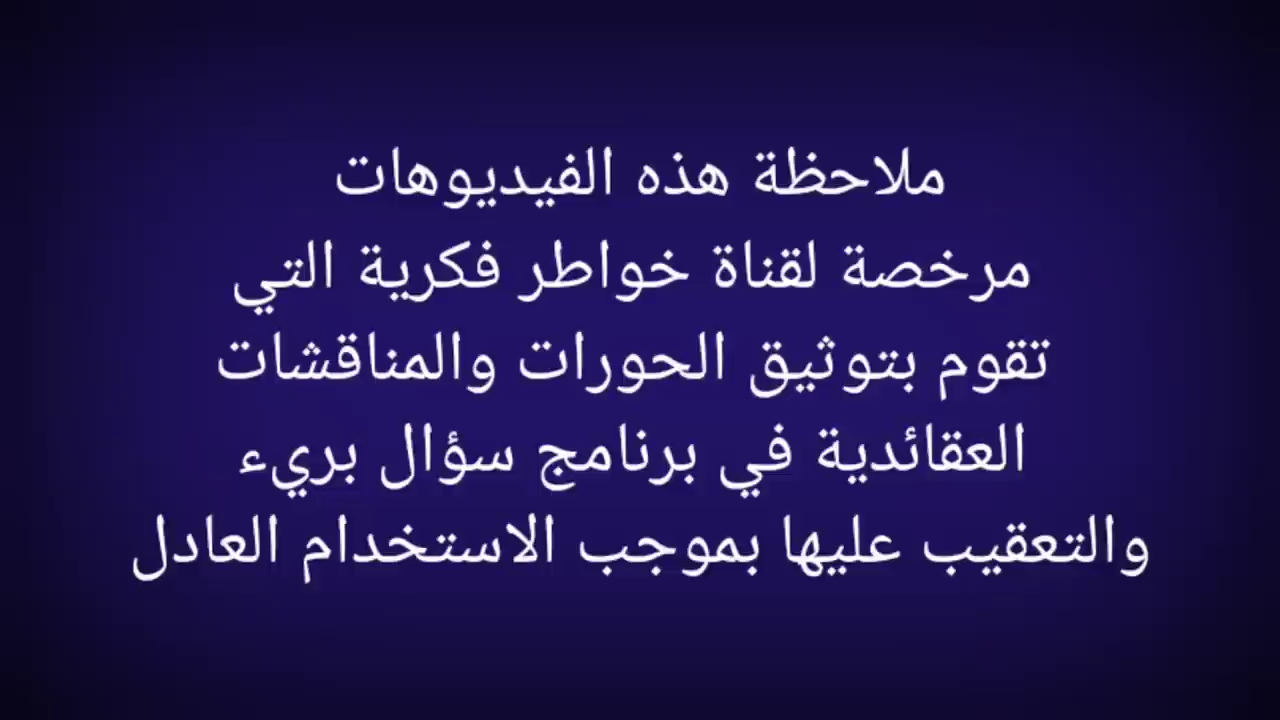 ملاحظة هذه الفيديوهات
مرخصة لقناة خواطر فكرية التي
تقوم بتوثيق الحورات والمناقشات
العقائدية في برنامج سؤال بريء
والتعقيب عليها بموجب الاستخدام العادل